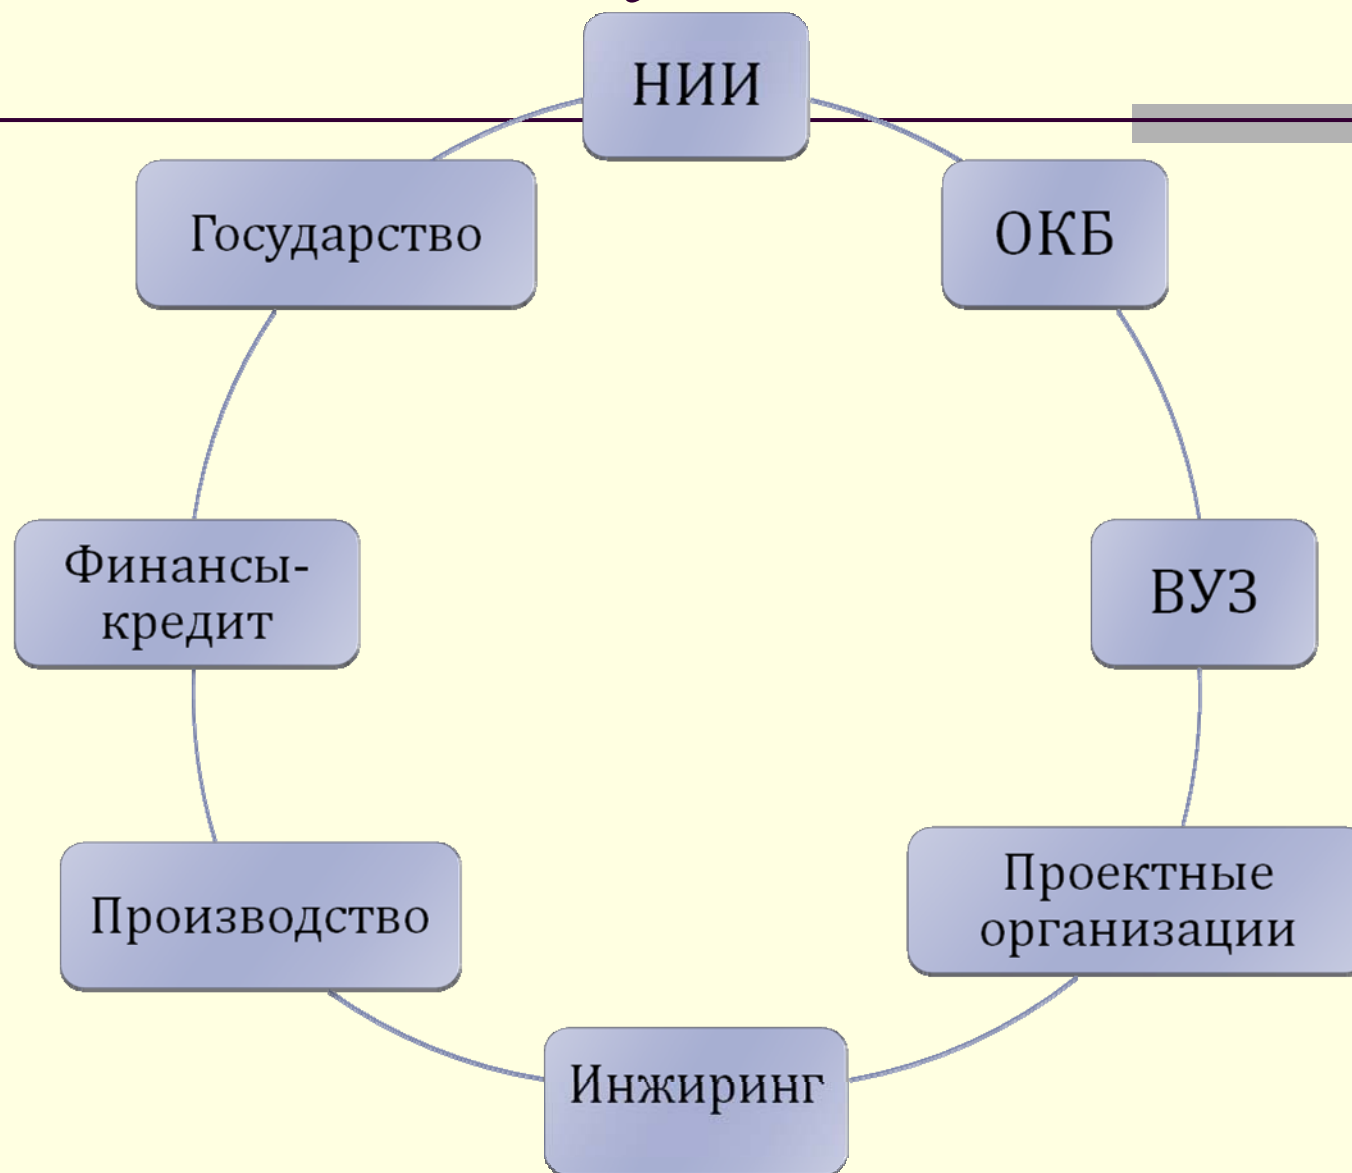 НИИ
ОКБ
ВУЗ
Проектные
организации
Инжиринг
Производство
Финансы-
кредит
Государство